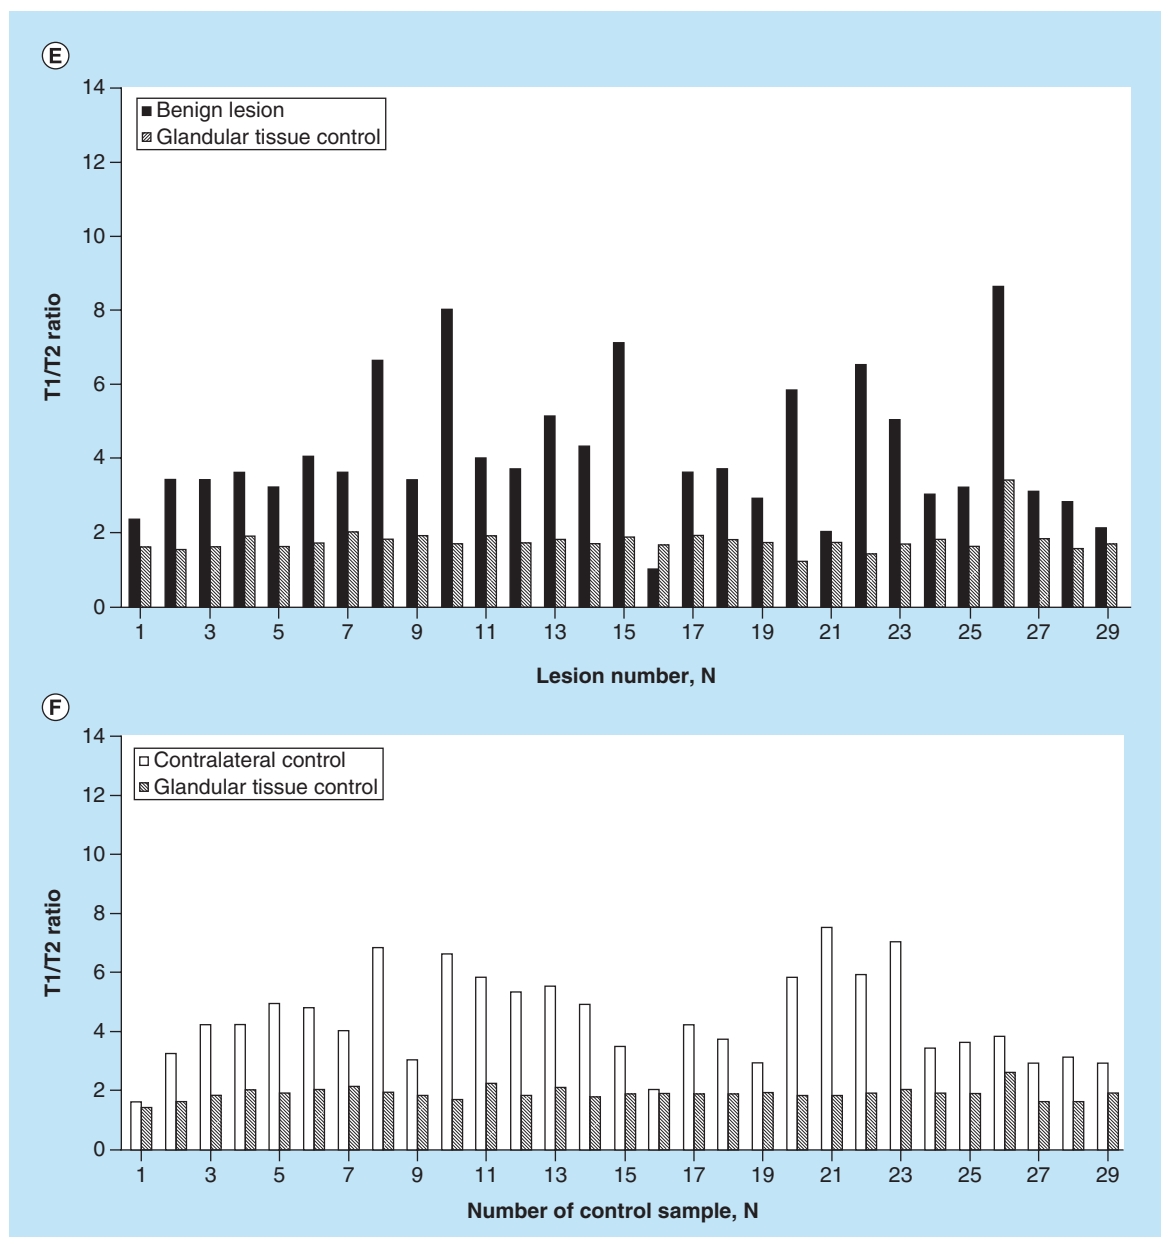 E
14
12
10
8
6
4
2
0
T1/T2 ratio
Benign lesion
Glandular tissue control
1 3 5 7 9 11 13 15 17 19 21 23 25 27 29
Lesion number, N
F
14
12
10
8
6
4
2
0
T1/T2 ratio
Contralateral control
Glandular tissue control
1 3 5 7 9 11 13 15 17 19 21 23 25 27 29
Number of control sample, N